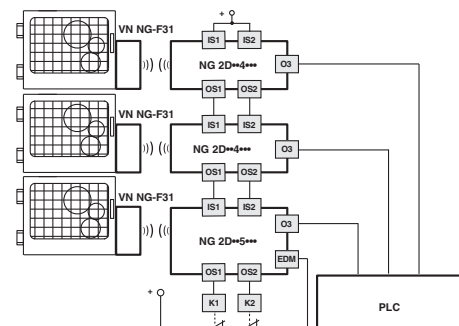 +
VN NG-F31
IS1 IS2
NG 2D••4•••
O3
OS1 OS2
VN NG-F31
IS1 IS2
NG 2D••4•••
O3
OS1 OS2
VN NG-F31
IS1 IS2
O3
NG 2D••5•••
EDM
OS1 OS2
+
K1 K2
PLC